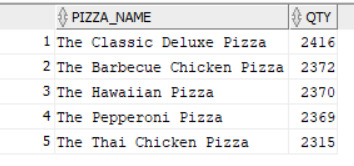 PIZZA_NAME QTY
1 The Classic Deluxe Pizza 2416
2 The Barbecue Chicken Pizza 2372
3 The Hawaiian Pizza 2370
4 The Pepperoni Pizza 2369
5 The Thai Chicken Pizza 2315